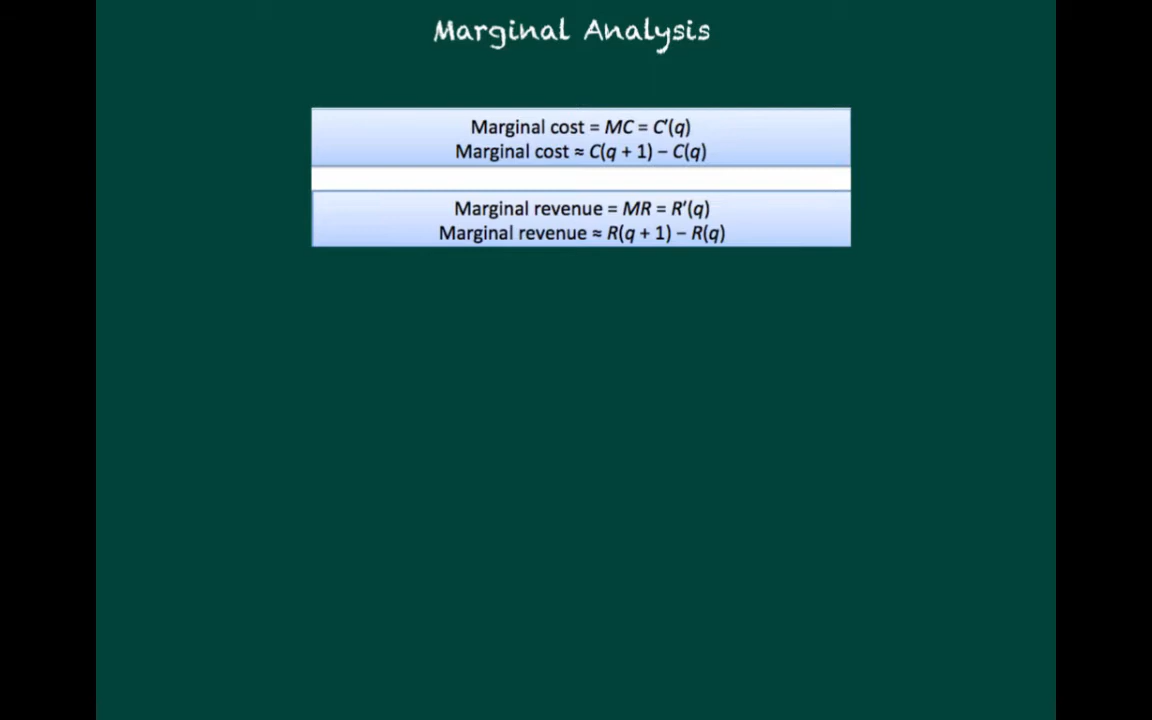 Marginal Analysis
Marginal cost = MC = C′(q)
Marginal cost ≈ C(q + 1) − C(q)
Marginal revenue = MR = R′(q)
Marginal revenue ≈ R(q + 1) − R(q)